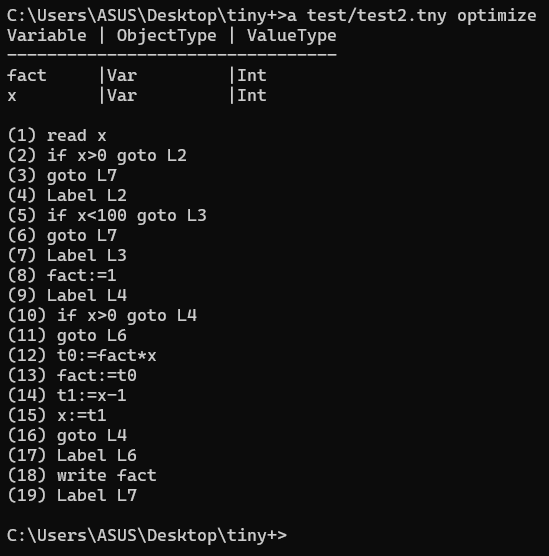 C:\Users\ASUS\Desktop\tiny+>a test/test2.tny optimize
Variable | ObjectType | ValueType
---------------------------------
fact     |Var         |Int
x        |Var         |Int

(1) read x
(2) if x>0 goto L2
(3) goto L7
(4) Label L2
(5) if x<100 goto L3
(6) goto L7
(7) Label L3
(8) fact:=1
(9) Label L4
(10) if x>0 goto L4
(11) goto L6
(12) t0:=fact*x
(13) fact:=t0
(14) t1:=x-1
(15) x:=t1
(16) goto L4
(17) Label L6
(18) write fact
(19) Label L7

C:\Users\ASUS\Desktop\tiny+>